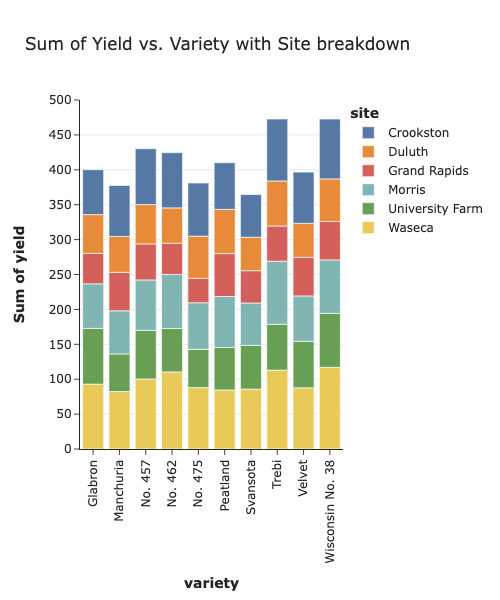 Sum of Yield vs. Variety with Site breakdown
500
450
400
350
300
250
200
150
100
50
0
Sum of yield
site
Crookston
Duluth
Grand Rapids
Morris
University Farm
Waseca
Glabron
Manchuria
No. 457
No. 462
No. 475
Peatland
Svansota
Trebi
Velvet
Wisconsin No. 38
variety